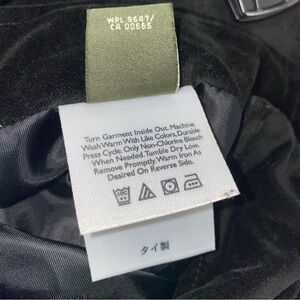 WPL 9647/
CA 00665
Turn Garment Inside Out. Machine
Wash Warm With Like Colors, Durable
Press Cycle. Only Non-Chlorine Bleach
When Needed. Tumble Dry Low.
Remove Promptly. Warm Iron As
Desired On Reverse Side.
タイ製